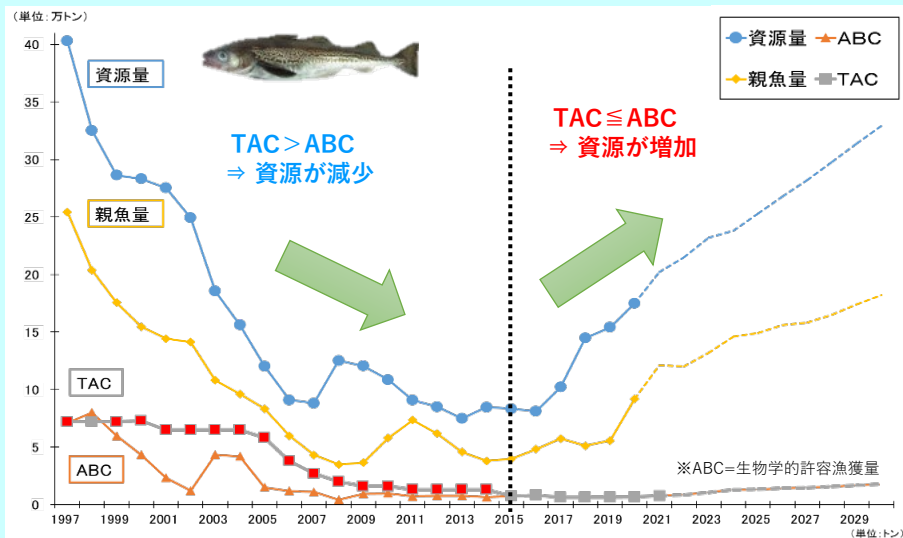 (単位:万トン)
資源量
ABC
親魚量
TAC
40
35
30
25
20
15
10
5
資源量
親魚量
TAC
ABC
TAC>ABC
⇒ 資源が減少
TAC≦ABC
⇒ 資源が増加
※ABC=生物学的許容漁獲量
1997 1999 2001 2003 2005 2007 2009 2011 2013 2015 2017 2019 2021 2023 2025 2027 2029
(単位:トン)